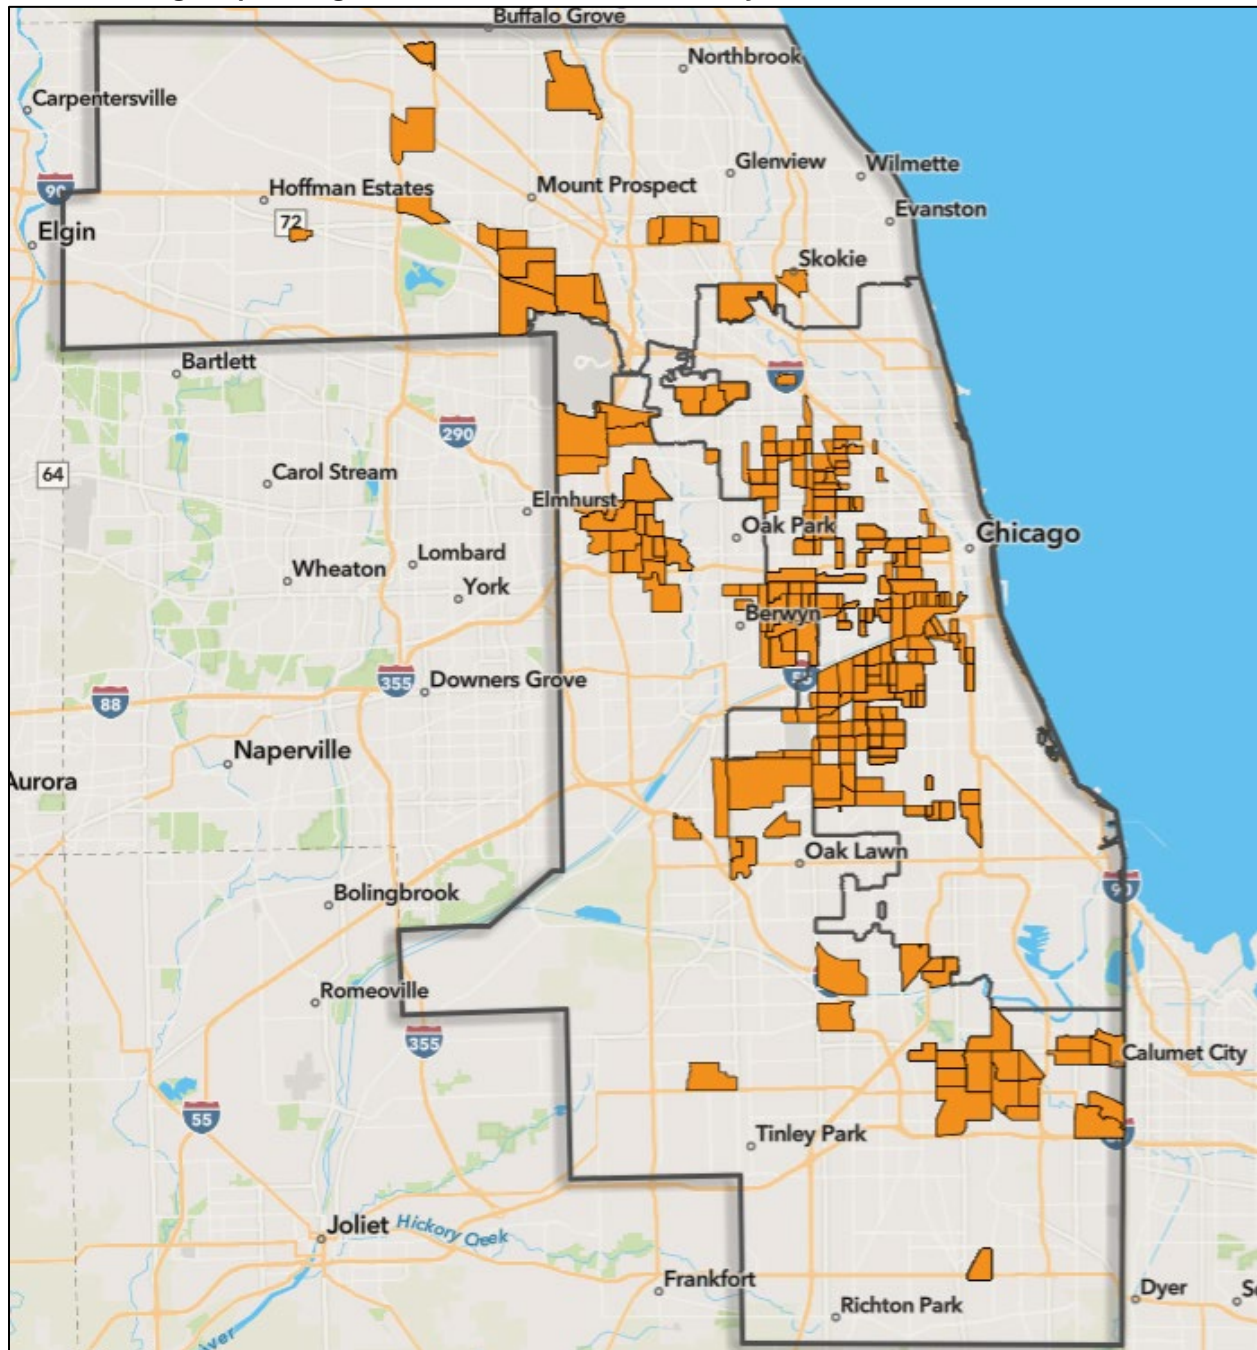 Buffalo Grove
Northbrook
Carpentersville
Glenview
Wilmette
90
Hoffman Estates
Mount Prospect
Evanston
72
Elgin
Skokie
Bartlett
290
64
Carol Stream
Elmhurst
Oak Park
Chicago
Lombard
Wheaton
York
Berwyn
355
Downers Grove
88
Naperville
Aurora
Oak Lawn
90
Bolingbrook
Romeoville
355
Calumet City
55
Tinley Park
Joliet
Hickory Creek
Frankfort
Dyer
Richton Park